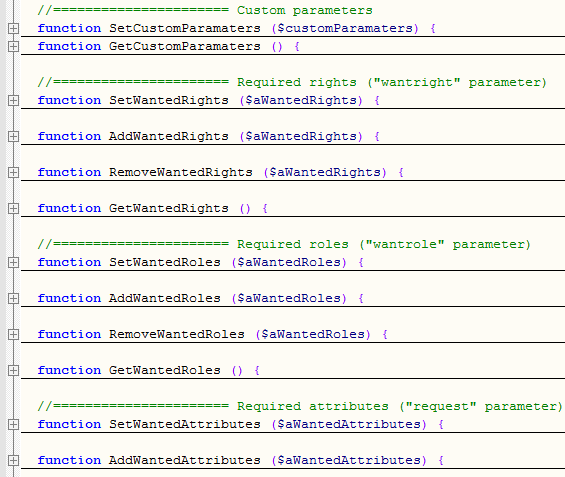 //====================== Custom parameters
function SetCustomParamaters ($customParamaters) {
function GetCustomParamaters () {
//====================== Required rights ("wantright" parameter)
function SetWantedRights ($aWantedRights) {
function AddWantedRights ($aWantedRights) {
function RemoveWantedRights ($aWantedRights) {
function GetWantedRights () {
//====================== Required roles ("wantrole" parameter)
function SetWantedRoles ($aWantedRoles) {
function AddWantedRoles ($aWantedRoles) {
function RemoveWantedRoles ($aWantedRoles) {
function GetWantedRoles () {
//====================== Required attributes ("request" parameter)
function SetWantedAttributes ($aWantedAttributes) {
function AddWantedAttributes ($aWantedAttributes) {